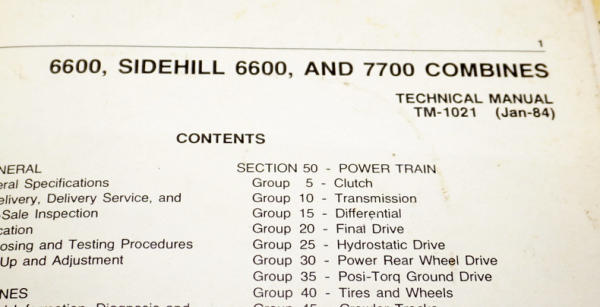 1
6600, SIDEHILL 6600, AND 7700 COMBINES
TECHNICAL MANUAL
TM-1021 (Jan-84)
CONTENTS
NERAL
eral Specifications
elivery, Delivery Service, and
-Sale Inspection
cation
osing and Testing Procedures
Up and Adjustment
NES
SECTION 50 - POWER TRAIN
Group 5 - Clutch
Group 10 - Transmission
Group 15 - Differential
Group 20 - Final Drive
Group 25 - Hydrostatic Drive
Group 30 - Power Rear Wheel Drive
Group 35 - Posi-Torq Ground Drive
Group 40 - Tires and Wheels